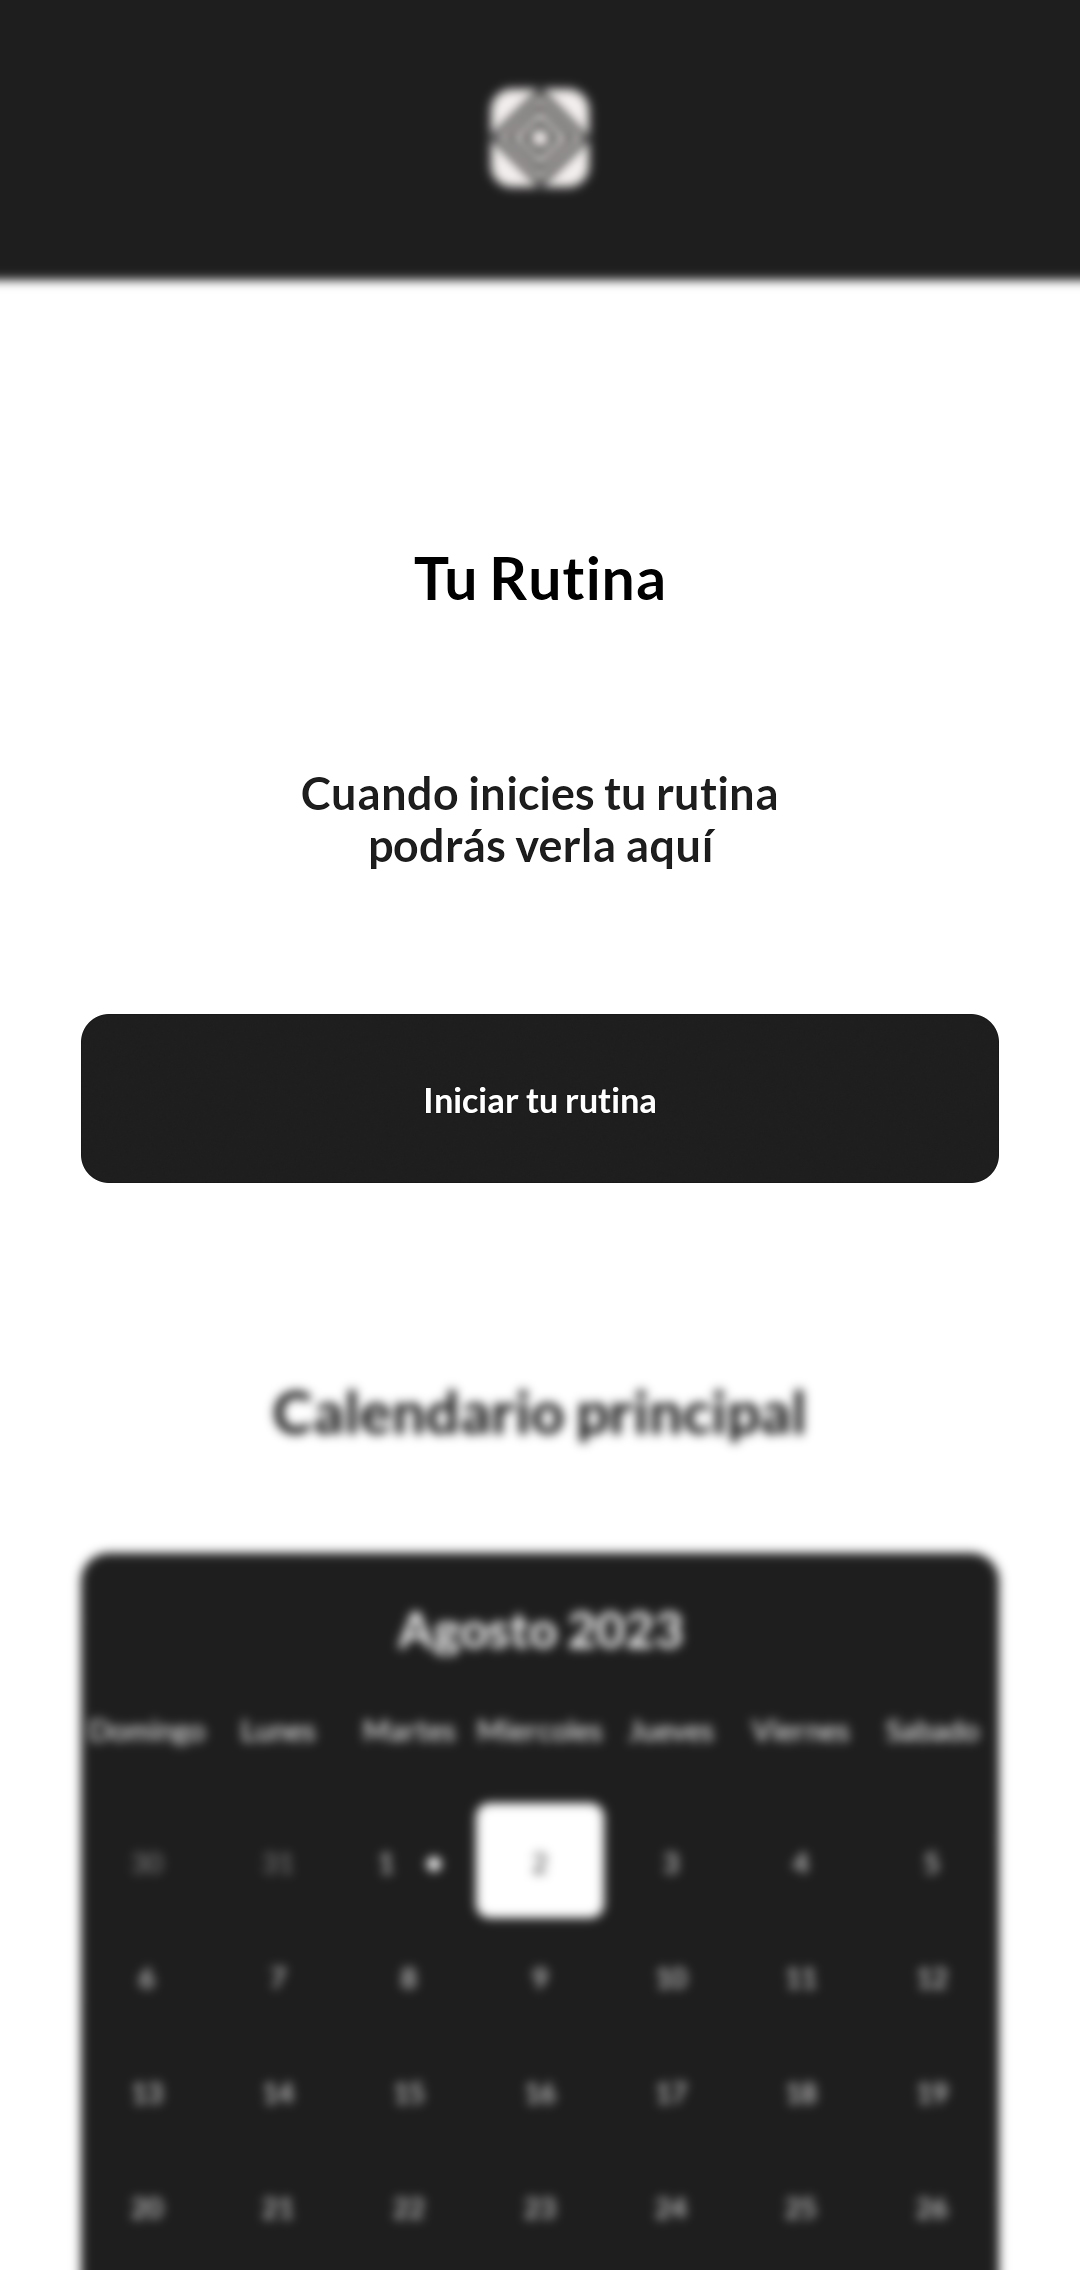 Tu Rutina
Cuando inicies tu rutina
podrás verla aquí
Iniciar tu rutina
Calendario principal
Agosto 2023
Domingo Lunes Martes Miercoles Jueves Viernes Sabado
30 31 1 2 3 4 5
6 7 8 9 10 11 12
13 14 15 16 17 18 19
20 21 22 23 24 25 26